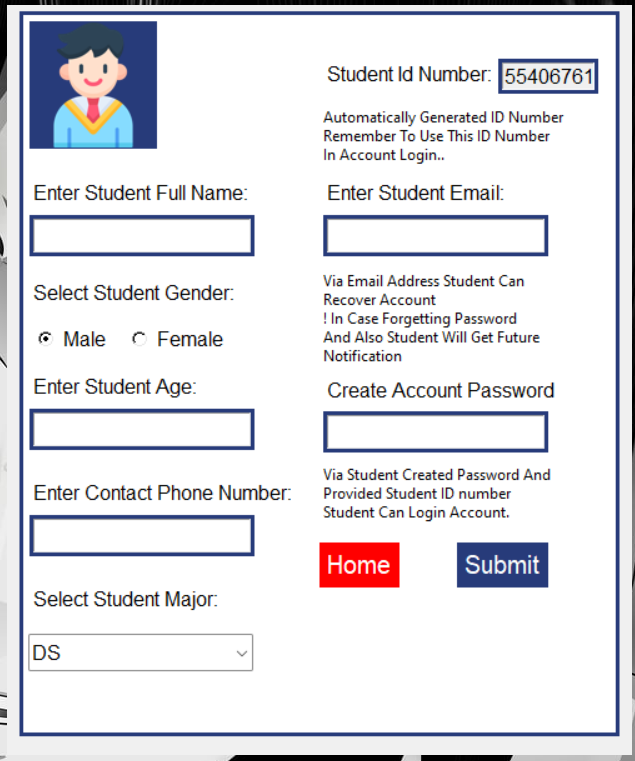 Student Id Number: 55406761
Automatically Generated ID Number
Remember To Use This ID Number
In Account Login..
Enter Student Full Name:
Enter Student Email:
Select Student Gender:
Male Female
Via Email Address Student Can
Recover Account
! In Case Forgetting Password
And Also Student Will Get Future
Notification
Enter Student Age:
Create Account Password
Enter Contact Phone Number:
Via Student Created Password And
Provided Student ID number
Student Can Login Account.
Home Submit
Select Student Major:
DS